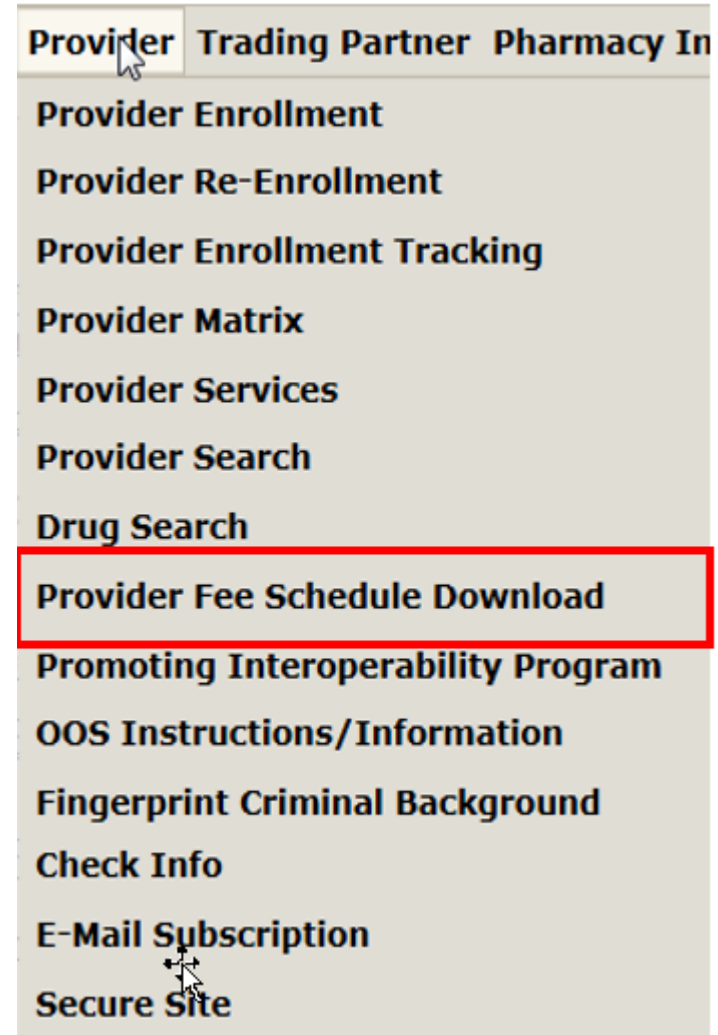 Provider Trading Partner Pharmacy In
Provider Enrollment
Provider Re-Enrollment
Provider Enrollment Tracking
Provider Matrix
Provider Services
Provider Search
Drug Search
Provider Fee Schedule Download
Promoting Interoperability Program
OOS Instructions/Information
Fingerprint Criminal Background
Check Info
E-Mail Subscription
Secure Site